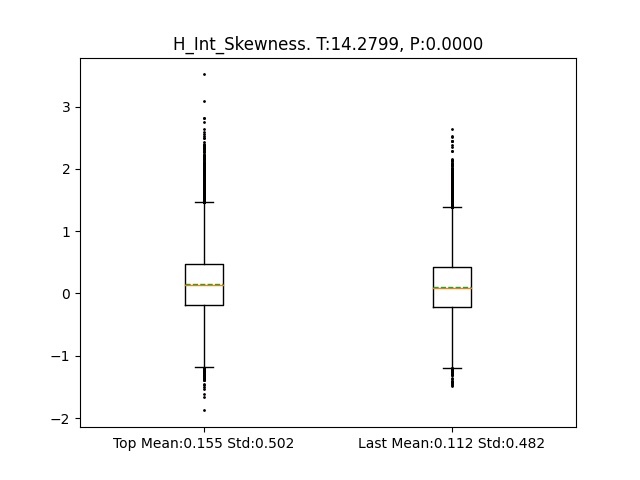 H_Int_Skewness. T:14.2799, P:0.0000
3
2
1
0
−1
−2
Top Mean:0.155 Std:0.502
Last Mean:0.112 Std:0.482